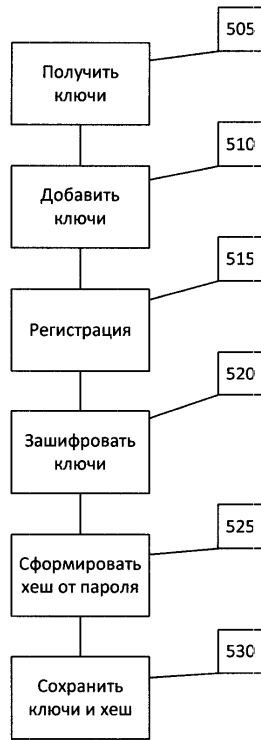 505
Получить
ключи
510
Добавить
ключи
515
Регистрация
520
Зашифровать
ключи
525
Сформировать
хеш от пароля
530
Сохранить
ключи и хеш